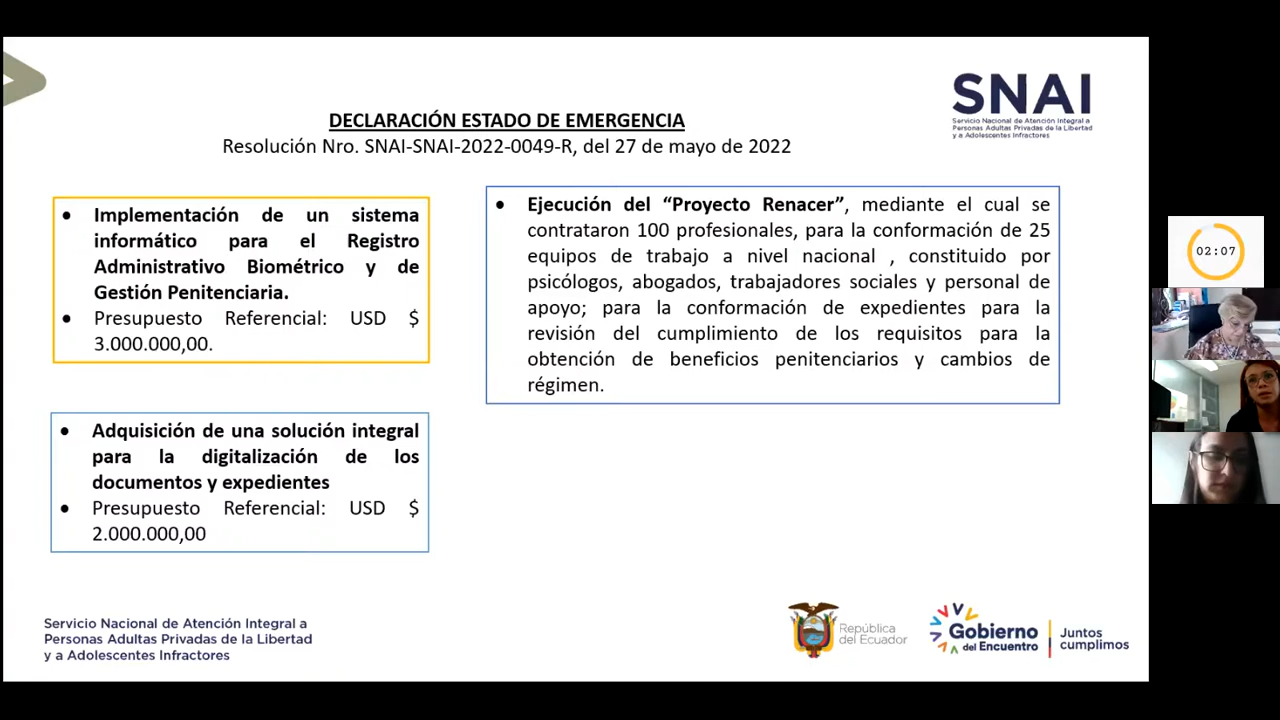 DECLARACIÓN ESTADO DE EMERGENCIA
Resolución Nro. SNAI-SNAI-2022-0049-R, del 27 de mayo de 2022
SNAI
Servicio Nacional de Atención Integral a
Personas Adultas Privadas de la Libertad
y a Adolescentes Infractores
• Implementación de un sistema
informático para el Registro
Administrativo Biométrico y de
Gestión Penitenciaria.
• Presupuesto Referencial: USD $
3.000.000,00.
• Adquisición de una solución integral
para la digitalización de los
documentos y expedientes
• Presupuesto Referencial: USD $
2.000.000,00
• Ejecución del “Proyecto Renacer”, mediante el cual se
contrataron 100 profesionales, para la conformación de 25
equipos de trabajo a nivel nacional , constituido por
psicólogos, abogados, trabajadores sociales y personal de
apoyo; para la conformación de expedientes para la
revisión del cumplimiento de los requisitos para la
obtención de beneficios penitenciarios y cambios de
régimen.
02:07
Servicio Nacional de Atención Integral a
Personas Adultas Privadas de la Libertad
y a Adolescentes Infractores
República
del Ecuador
Gobierno
del Encuentro
Juntos
cumplimos